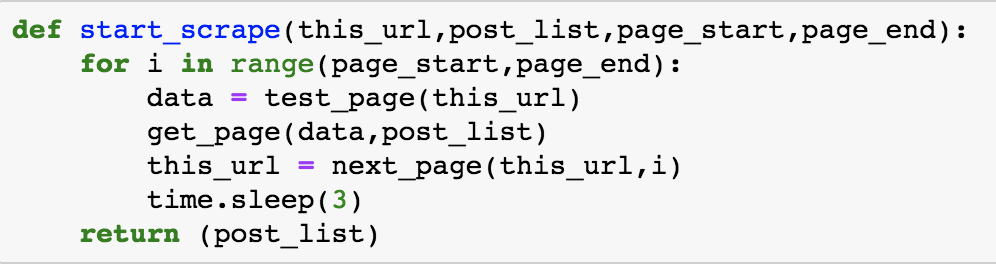 def start_scrape(this_url,post_list,page_start,page_end):
    for i in range(page_start,page_end):
        data = test_page(this_url)
        get_page(data,post_list)
        this_url = next_page(this_url,i)
        time.sleep(3)
    return (post_list)